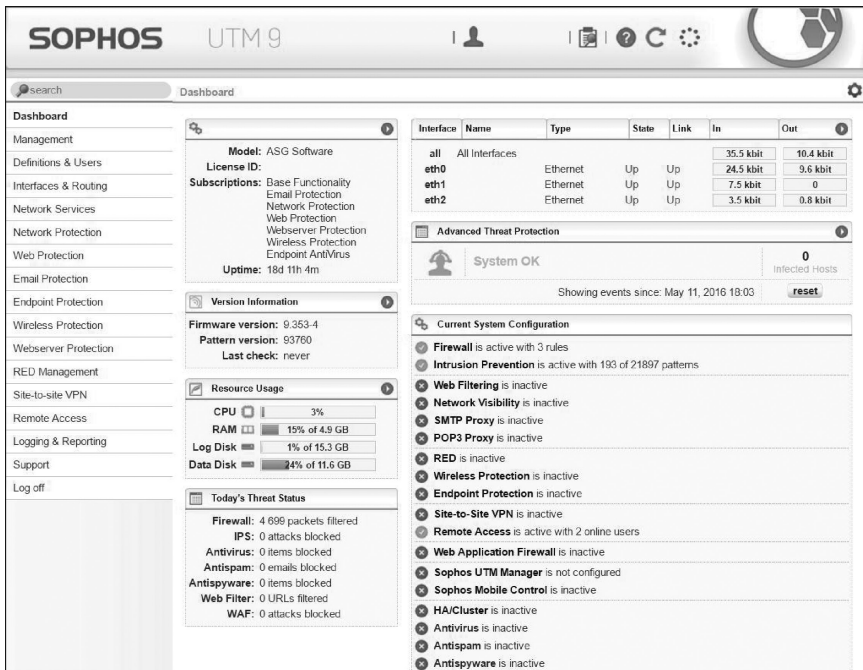 SOPHOS UTM 9
search
Dashboard
Dashboard
Management
Definitions & Users
Interfaces & Routing
Network Services
Network Protection
Web Protection
Email Protection
Endpoint Protection
Wireless Protection
Webserver Protection
RED Management
Site-to-site VPN
Remote Access
Logging & Reporting
Support
Log off
Model: ASG Software
License ID:
Subscriptions: Base Functionality
Email Protection
Network Protection
Web Protection
Webserver Protection
Wireless Protection
Endpoint AntiVirus
Uptime: 18d 11h 4m
Version Information
Firmware version: 9.353-4
Pattern version: 93760
Last check: never
Resource Usage
CPU 3%
RAM 15% of 4.9 GB
Log Disk 1% of 15.3 GB
Data Disk 24% of 11.6 GB
Today's Threat Status
Firewall: 4 699 packets filtered
IPS: 0 attacks blocked
Antivirus: 0 items blocked
Antispam: 0 emails blocked
Antispyware: 0 items blocked
Web Filter: 0 URLs filtered
WAF: 0 attacks blocked
Interface Name Type State Link In Out
all All Interfaces 35.5 kbit 10.4 kbit
eth0 Ethernet Up Up 24.5 kbit 9.6 kbit
eth1 Ethernet Up Up 7.5 kbit 0
eth2 Ethernet Up Up 3.5 kbit 0.8 kbit
Advanced Threat Protection
System OK
0
Infected Hosts
Showing events since: May 11, 2016 18:03 reset
Current System Configuration
Firewall is active with 3 rules
Intrusion Prevention is active with 193 of 21897 patterns
Web Filtering is inactive
Network Visibility is inactive
SMTP Proxy is inactive
POP3 Proxy is inactive
RED is inactive
Wireless Protection is inactive
Endpoint Protection is inactive
Site-to-Site VPN is inactive
Remote Access is active with 2 online users
Web Application Firewall is inactive
Sophos UTM Manager is not configured
Sophos Mobile Control is inactive
HA/Cluster is inactive
Antivirus is inactive
Antispam is inactive
Antispyware is inactive